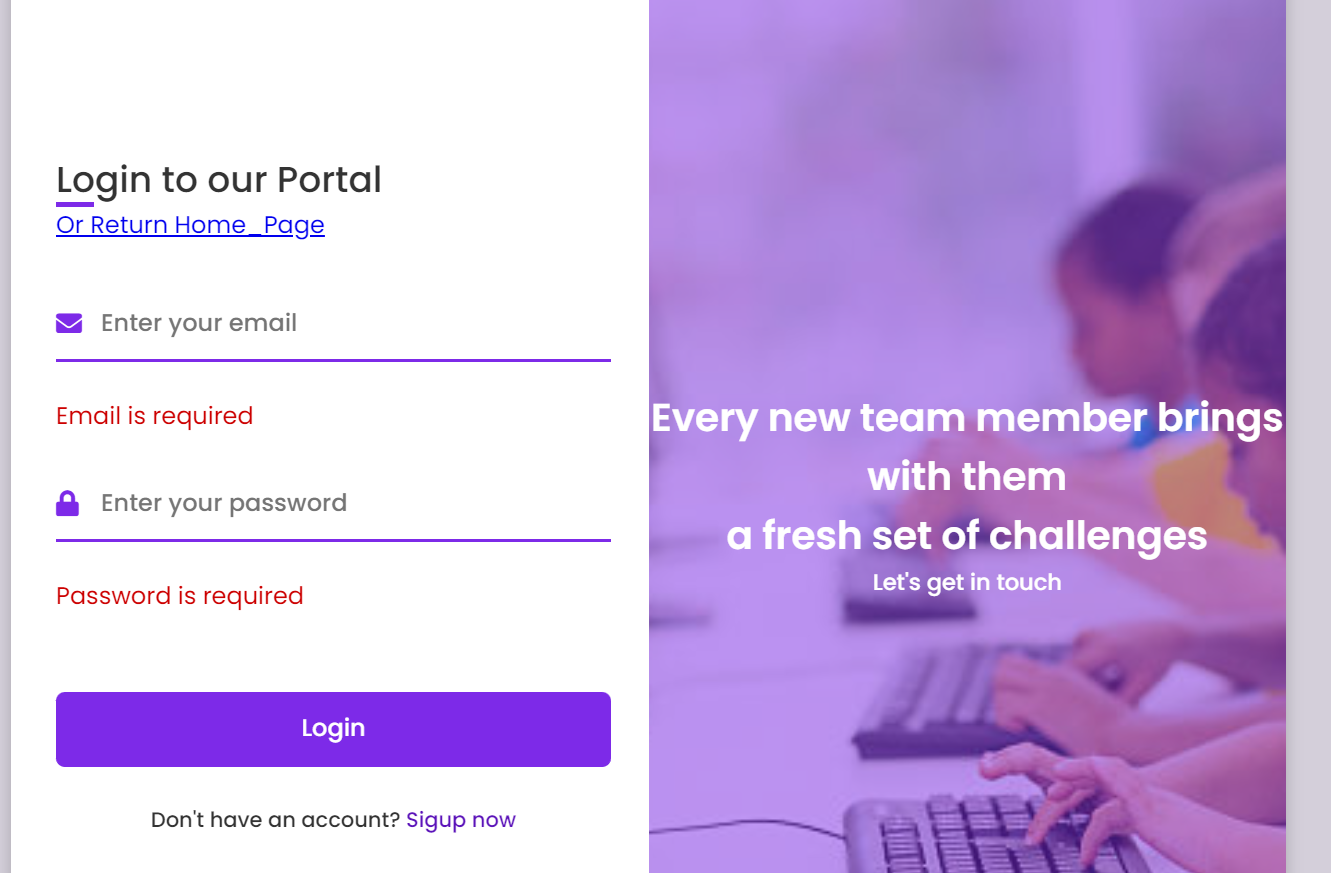 Login to our Portal
Or Return Home_Page
Enter your email
Email is required
Enter your password
Password is required
Login
Don't have an account? Sigup now
Every new team member brings
with them
a fresh set of challenges
Let's get in touch